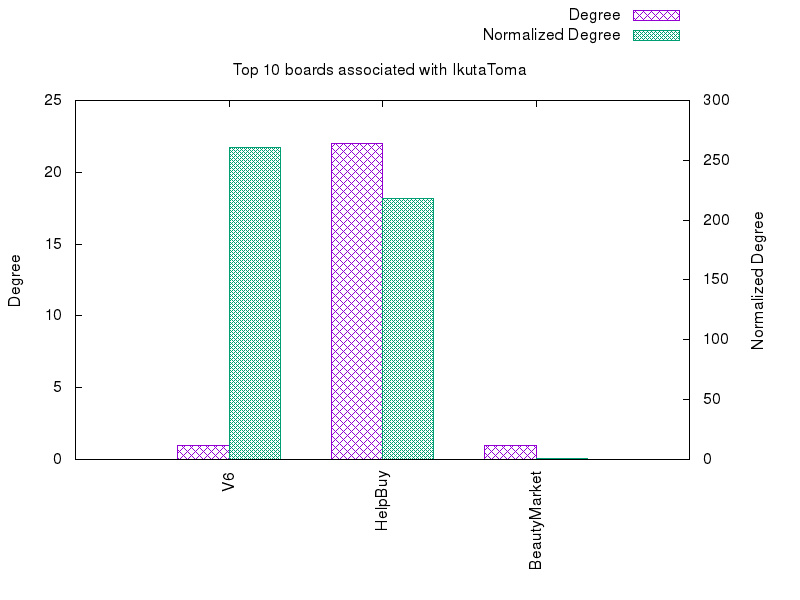 Degree
Normalized Degree
Top 10 boards associated with IkutaToma
25
20
15
10
5
0
300
250
200
150
100
50
0
Degree
Normalized Degree
V6
HelpBuy
BeautyMarket